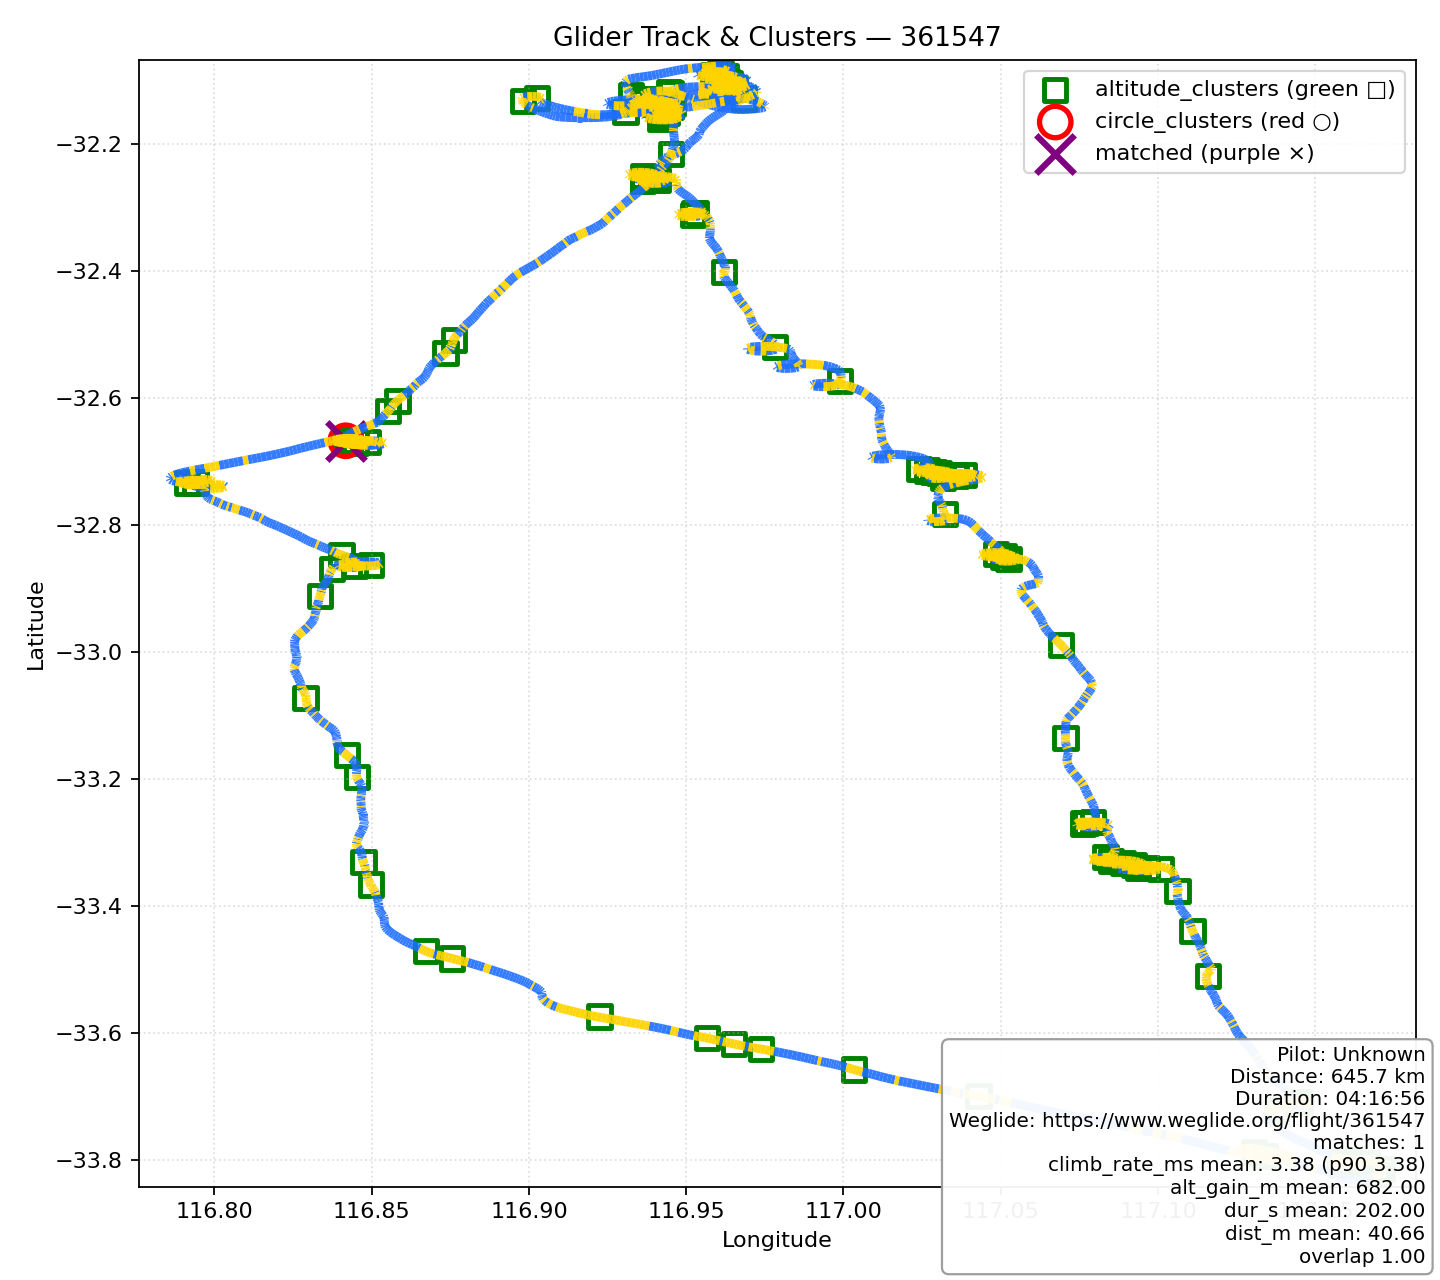 Glider Track & Clusters — 361547
altitude_clusters (green □)
circle_clusters (red ○)
matched (purple ×)
−32.2
−32.4
−32.6
−32.8
−33.0
−33.2
−33.4
−33.6
−33.8
Latitude
116.80
116.85
116.90
116.95
117.00
117.05
117.10
Longitude
Pilot: Unknown
Distance: 645.7 km
Duration: 04:16:56
Weglide: https://www.weglide.org/flight/361547
matches: 1
climb_rate_ms mean: 3.38 (p90 3.38)
alt_gain_m mean: 682.00
dur_s mean: 202.00
dist_m mean: 40.66
overlap 1.00